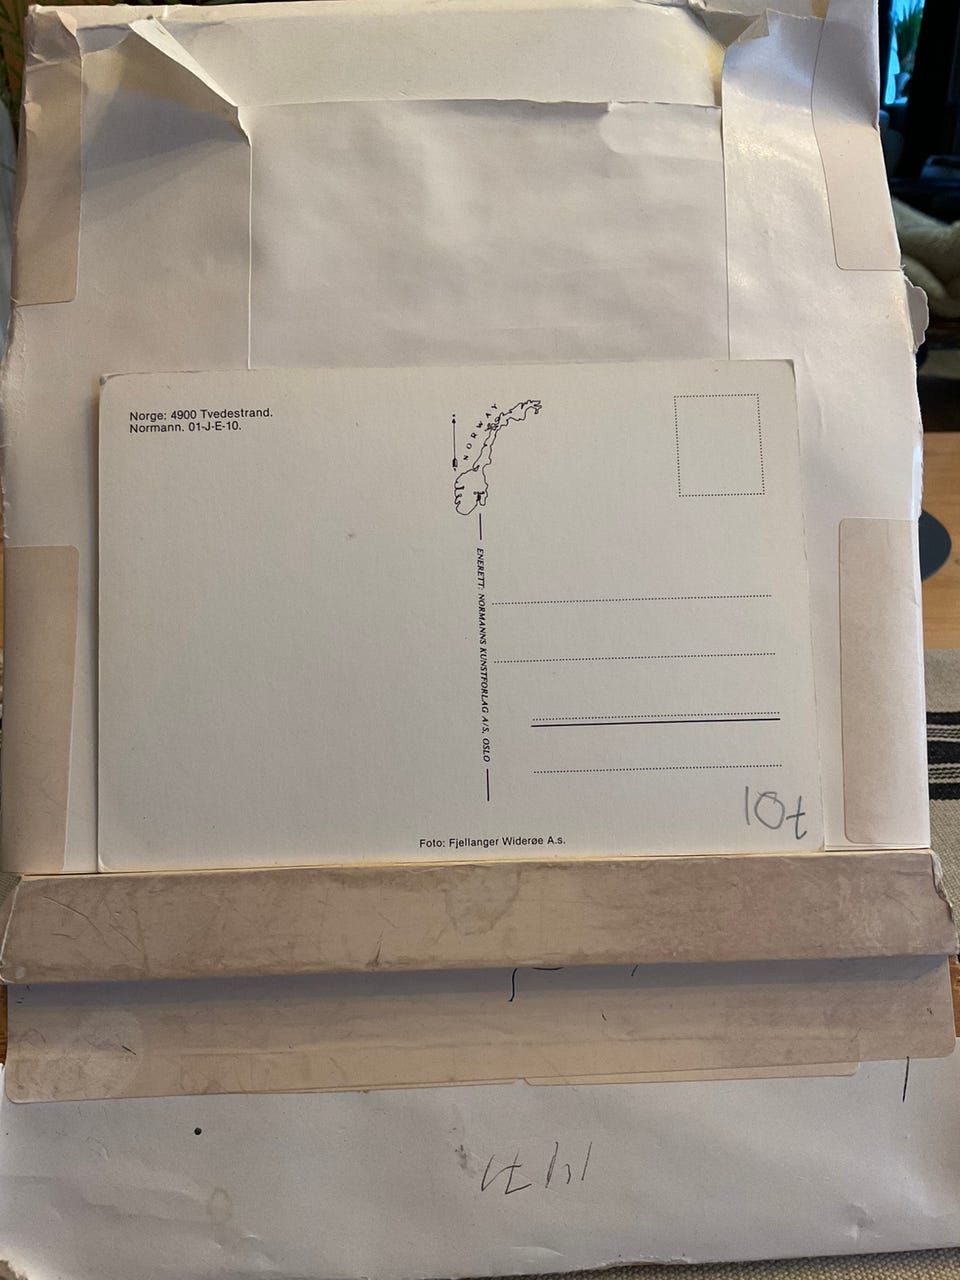 Norge: 4900 Tvedestrand.
Normann. 01-J-E-10.
NORWAY
ENERETT: NORMANNS KUNSTFORLAG A/S, OSLO
10t
Foto: Fjellanger Widerøe A.s.